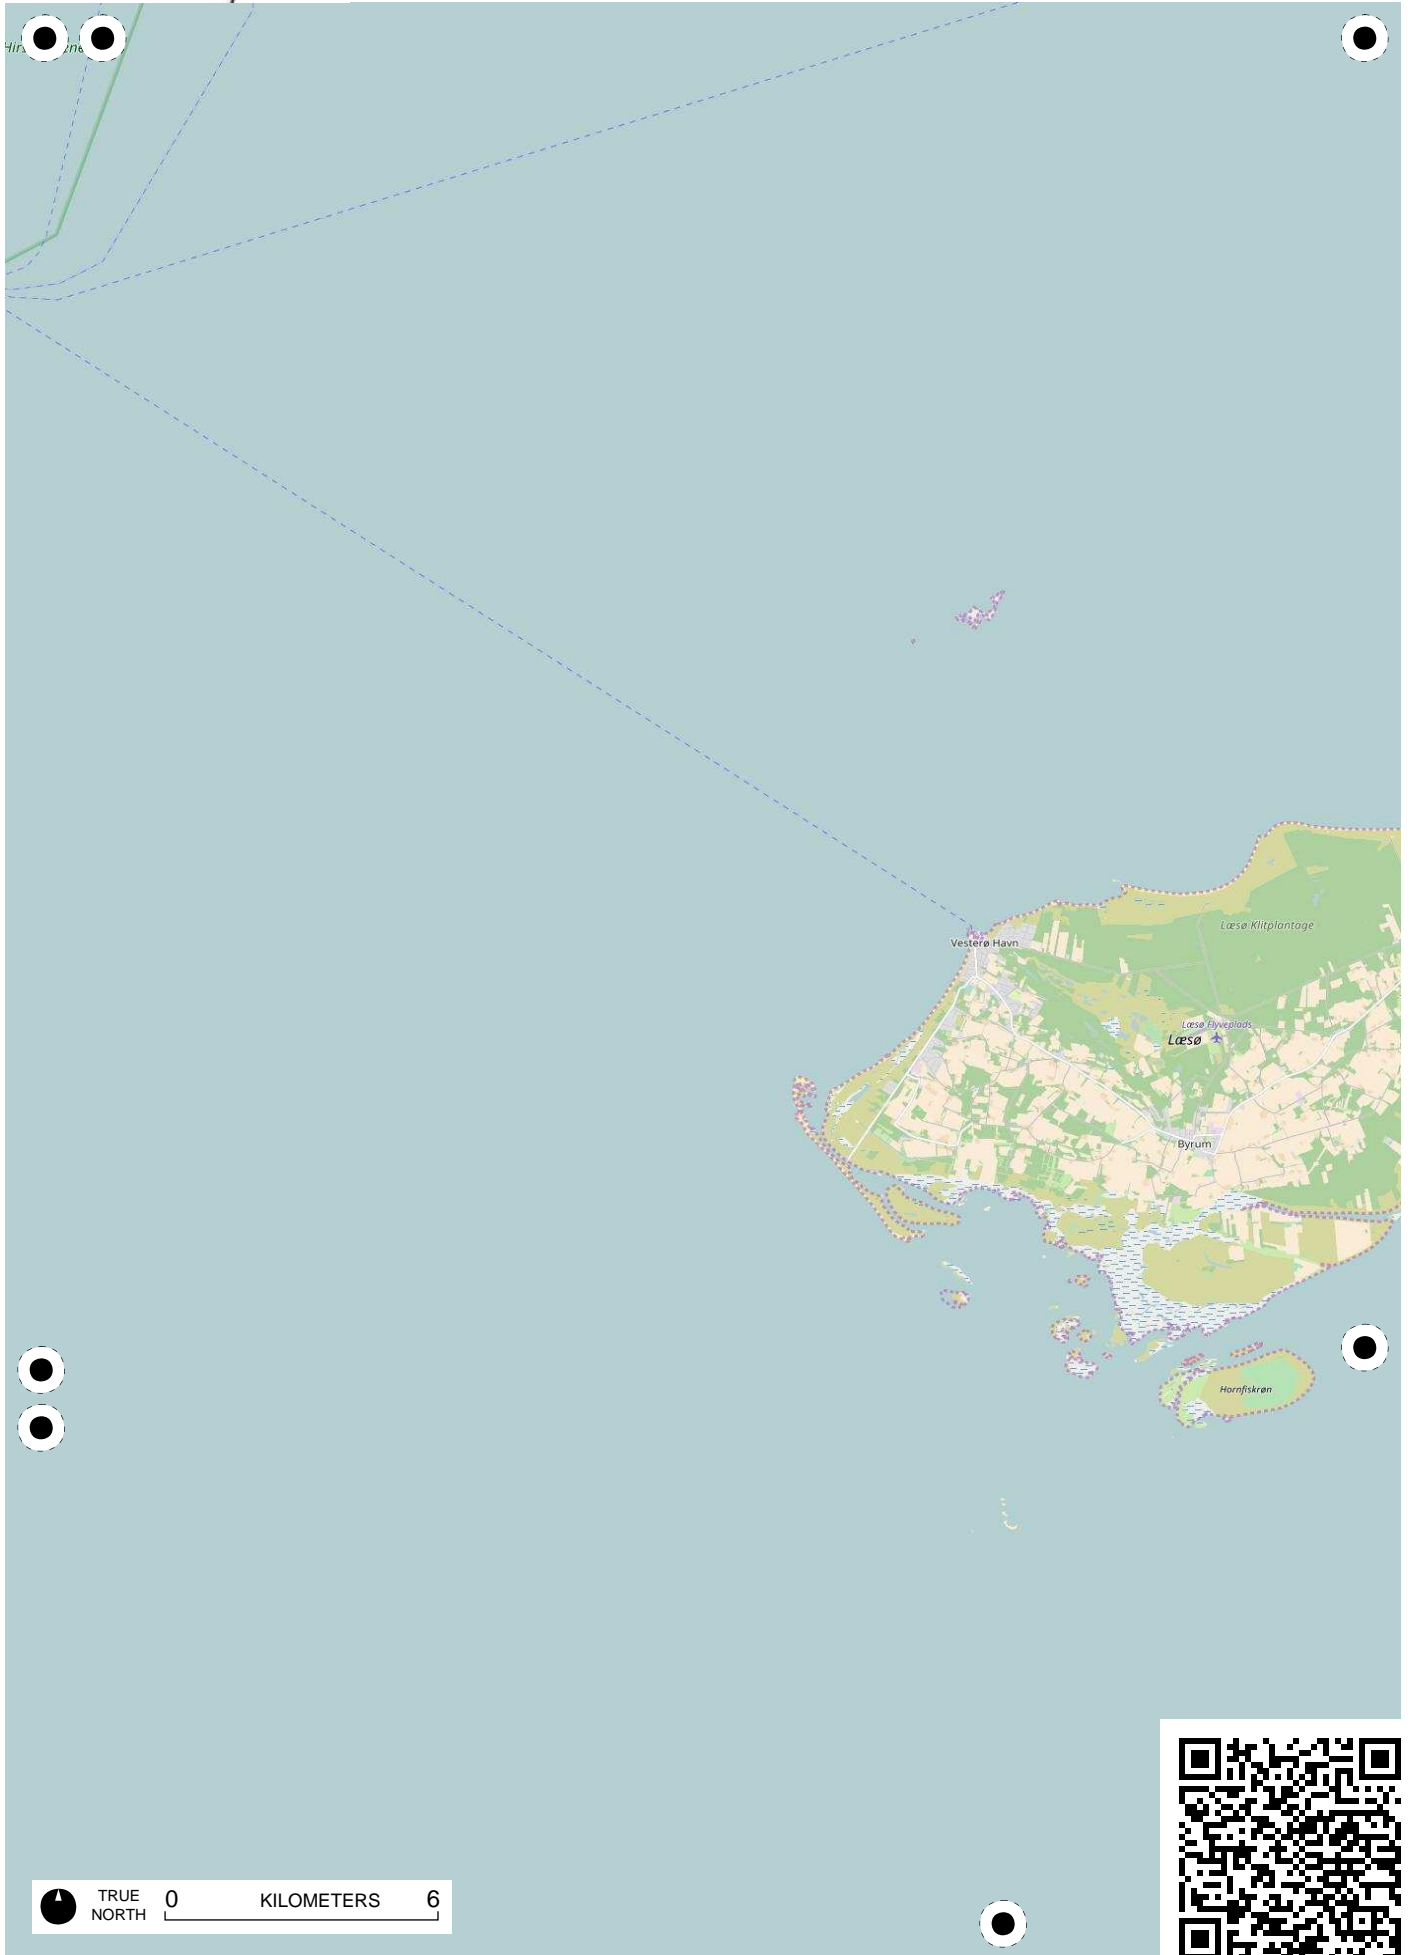 Vesterø Havn
Læsø Klitplantage
Læsø Flyveplads
Læsø
Byrum
Hornfiskrøn
TRUE NORTH
0 KILOMETERS 6